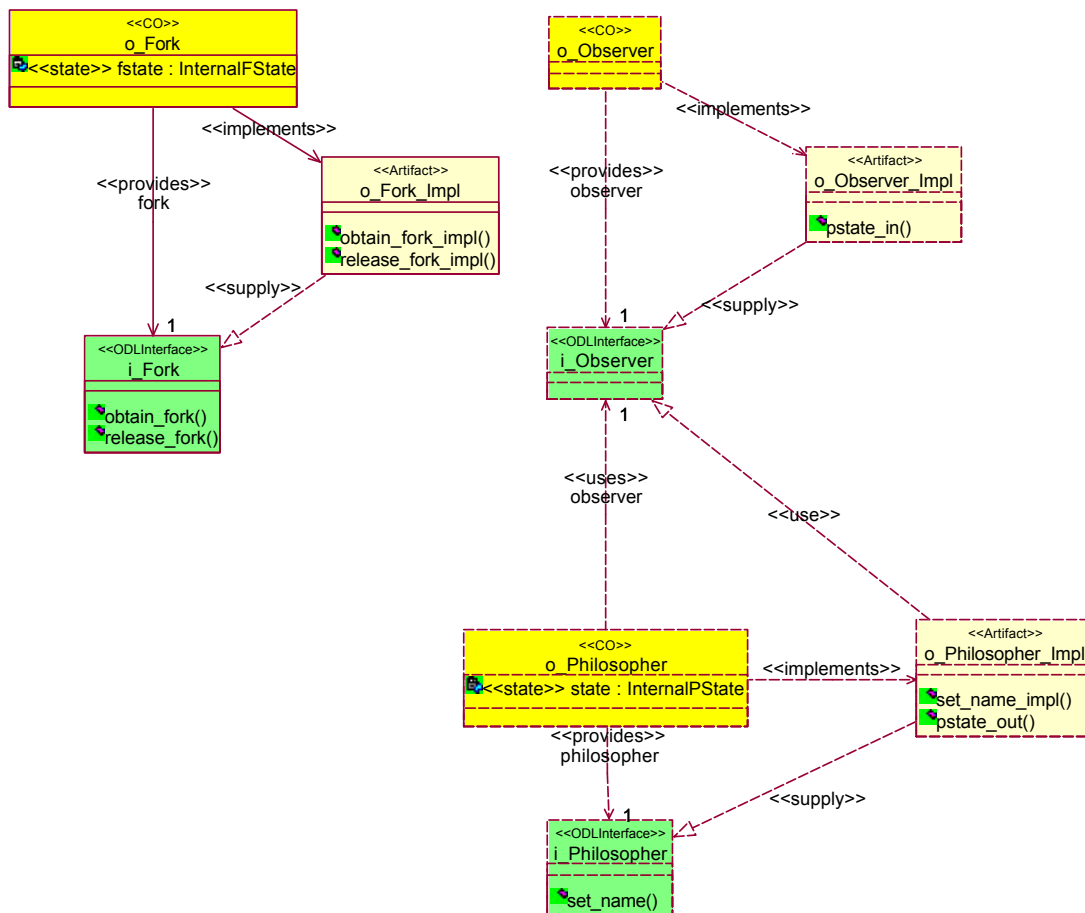 <<CO>>
o_Fork
<<state>> fstate : InternalFState
<<implements>>
<<provides>>
fork
<<Artifact>>
o_Fork_Impl
obtain_fork_impl()
release_fork_impl()
<<supply>>
1
<<ODLInterface>>
i_Fork
obtain_fork()
release_fork()
<<CO>>
o_Observer
<<implements>>
<<provides>>
observer
<<Artifact>>
o_Observer_Impl
pstate_in()
<<supply>>
1
<<ODLInterface>>
i_Observer
1
<<uses>>
observer
<<use>>
<<CO>>
o_Philosopher
<<state>> state : InternalPState
<<implements>>
<<Artifact>>
o_Philosopher_Impl
set_name_impl()
pstate_out()
<<provides>>
philosopher
<<supply>>
1
<<ODLInterface>>
i_Philosopher
set_name()